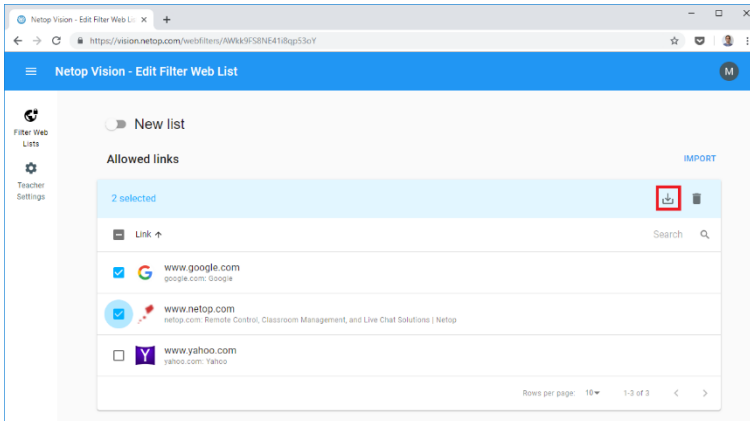 Netop Vision - Edit Filter Web Lis
https://vision.netop.com/webfilters/AWkk9FS8NE41i8qp53oY
Netop Vision - Edit Filter Web List
M
Filter Web
Lists
Teacher
Settings
New list
Allowed links
IMPORT
2 selected
Link
Search
www.google.com
google.com: Google
www.netop.com
netop.com: Remote Control, Classroom Management, and Live Chat Solutions | Netop
www.yahoo.com
yahoo.com: Yahoo
Rows per page: 10 1-3 of 3